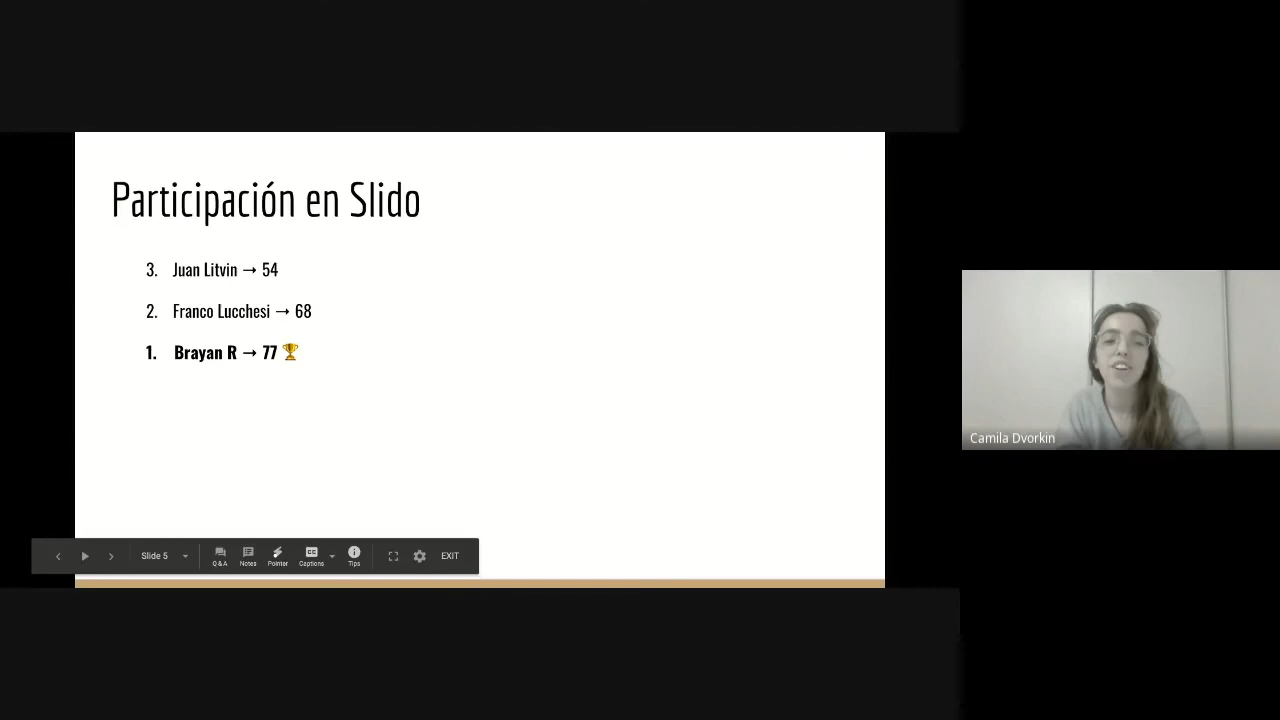 Participación en Slido
3. Juan Litvin → 54
2. Franco Lucchesi → 68
1. Brayan R → 77 🏆
Camila Dvorkin
Slide 5
Q & A
Notes
Pointer
CC
Captions
Tips
EXIT